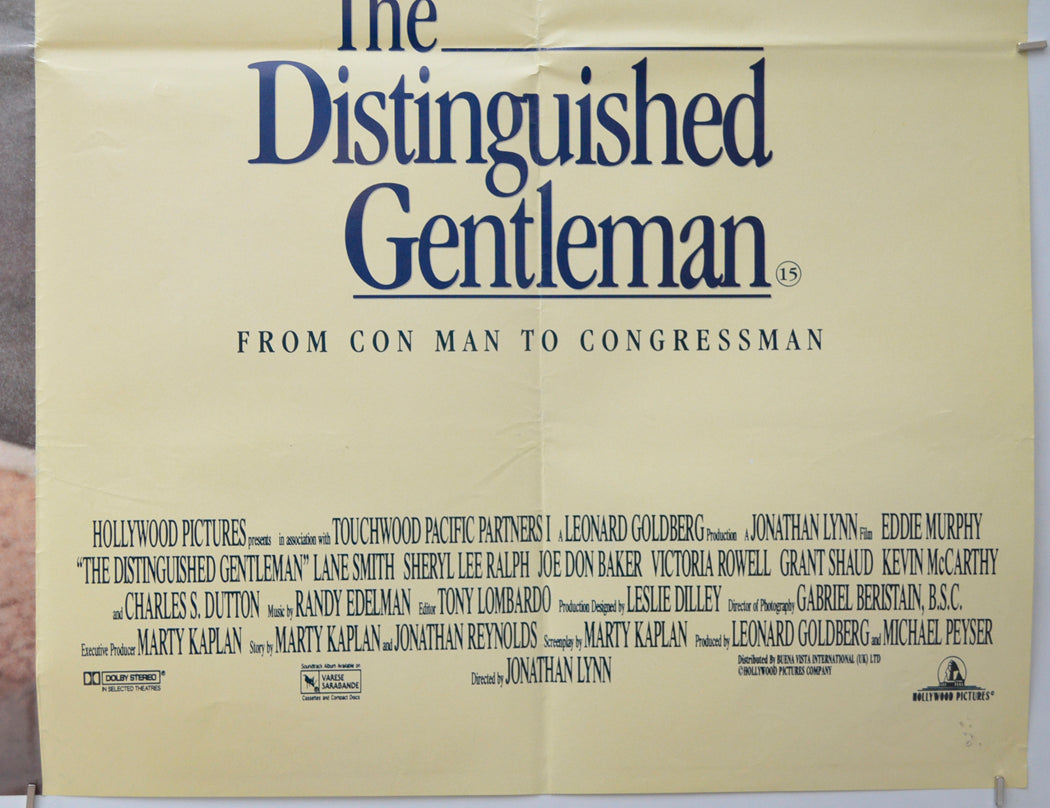 The
Distinguished
Gentleman 15
FROM CON MAN TO CONGRESSMAN
HOLLYWOOD PICTURES presents in association with TOUCHWOOD PACIFIC PARTNERS I A LEONARD GOLDBERG Production A JONATHAN LYNN Film EDDIE MURPHY
"THE DISTINGUISHED GENTLEMAN" LANE SMITH SHERYL LEE RALPH JOE DON BAKER VICTORIA ROWELL GRANT SHAUD KEVIN McCARTHY
and CHARLES S. DUTTON Music by RANDY EDELMAN Editor TONY LOMBARDO Production Designed by LESLIE DILLEY Director of Photography GABRIEL BERISTAIN, B.S.C.
Executive Producer MARTY KAPLAN Story by MARTY KAPLAN and JONATHAN REYNOLDS Screenplay by MARTY KAPLAN Produced by LEONARD GOLDBERG and MICHAEL PEYSER
Directed by JONATHAN LYNN
DOLBY STEREO ®
IN SELECTED THEATRES
Soundtrack Album Available on
VARESE
SARABANDE
Cassettes and Compact Discs
Distributed By BUENA VISTA INTERNATIONAL (UK) LTD
©HOLLYWOOD PICTURES COMPANY
HOLLYWOOD PICTURES®